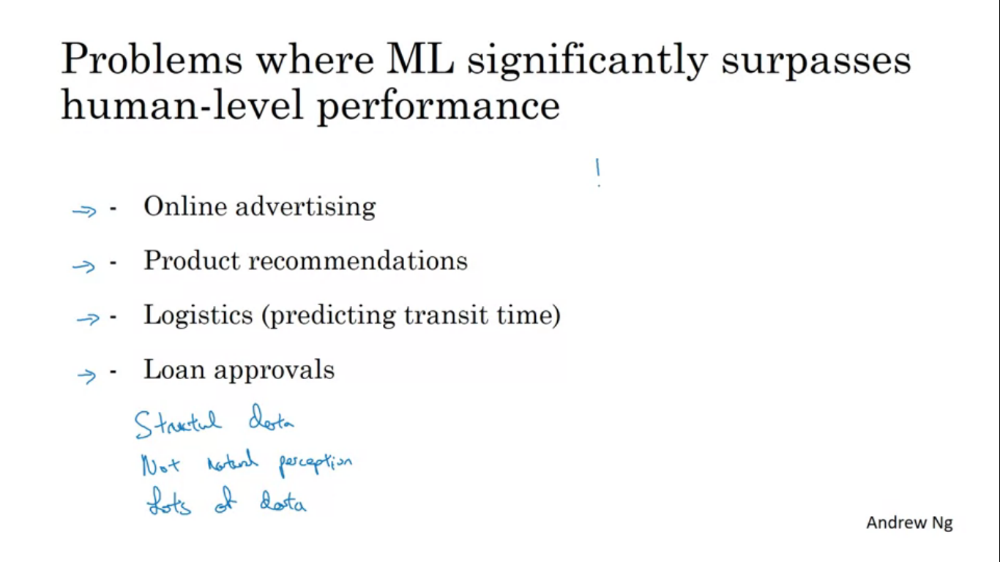 Problems where ML significantly surpasses
human-level performance
!
→ - Online advertising
→ - Product recommendations
→ - Logistics (predicting transit time)
→ - Loan approvals
Structul data
Not natural perception
Lots of data
Andrew Ng